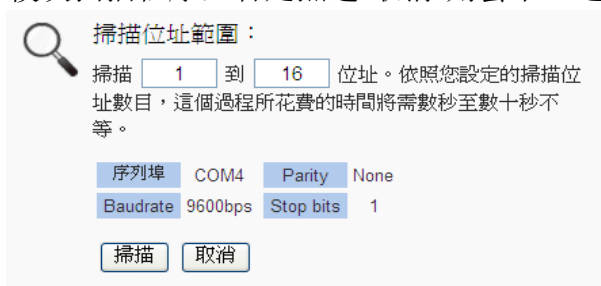 掃描位址範圍：
掃描 1 到 16 位址。依照您設定的掃描位
址數目，這個過程所花費的時間將需數秒至數十秒不
等。
序列埠 COM4 Parity None
Baudrate 9600bps Stop bits 1
掃描 取消